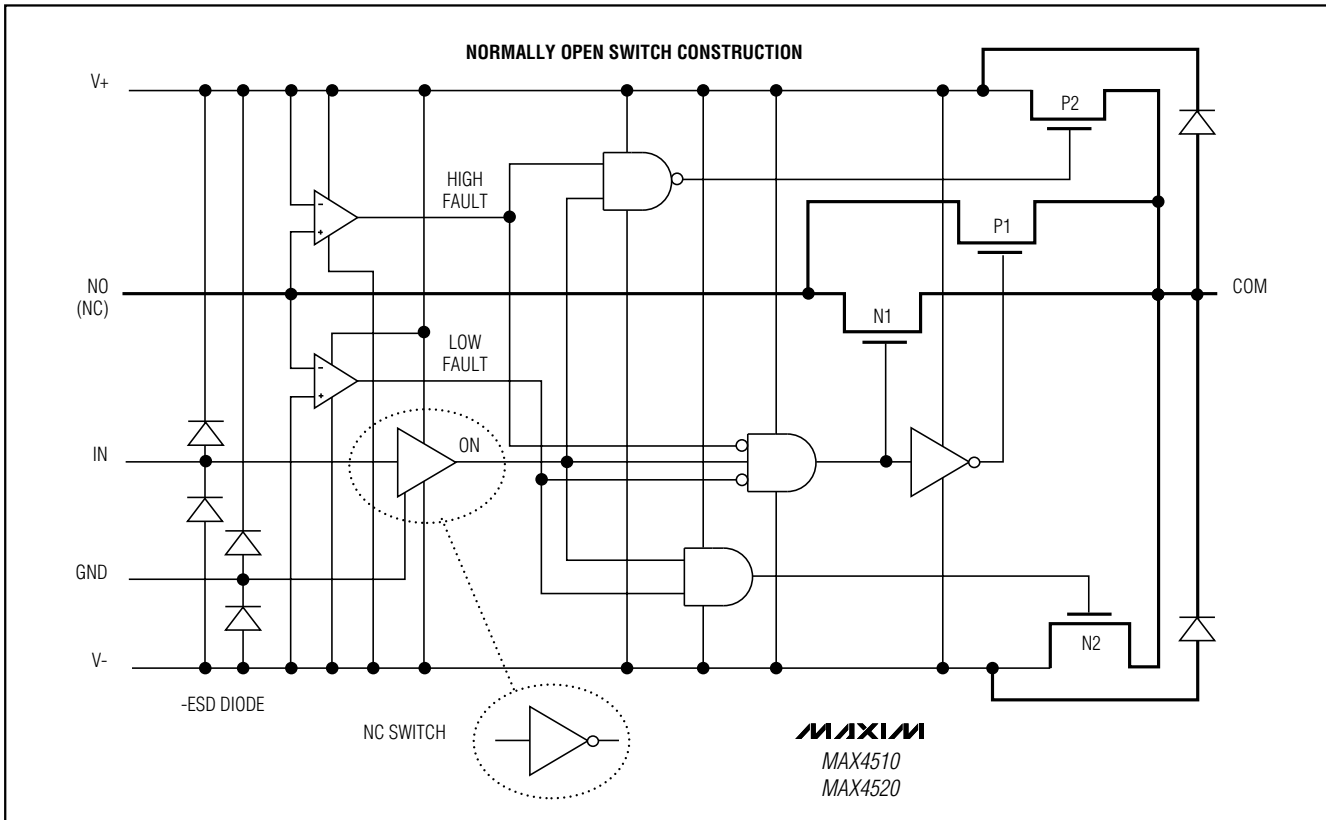 NORMALLY OPEN SWITCH CONSTRUCTION
V+
P2
HIGH
FAULT
-
+
P1
NO
(NC)
COM
N1
LOW
FAULT
-
+
ON
IN
GND
N2
V-
-ESD DIODE
NC SWITCH
MAXIM
MAX4510
MAX4520